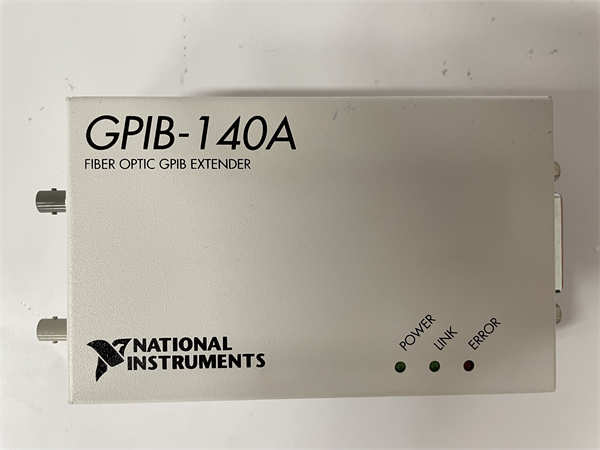 GPIB-140A
FIBER OPTIC GPIB EXTENDER
POWER
LINK
ERROR
NATIONAL
INSTRUMENTS